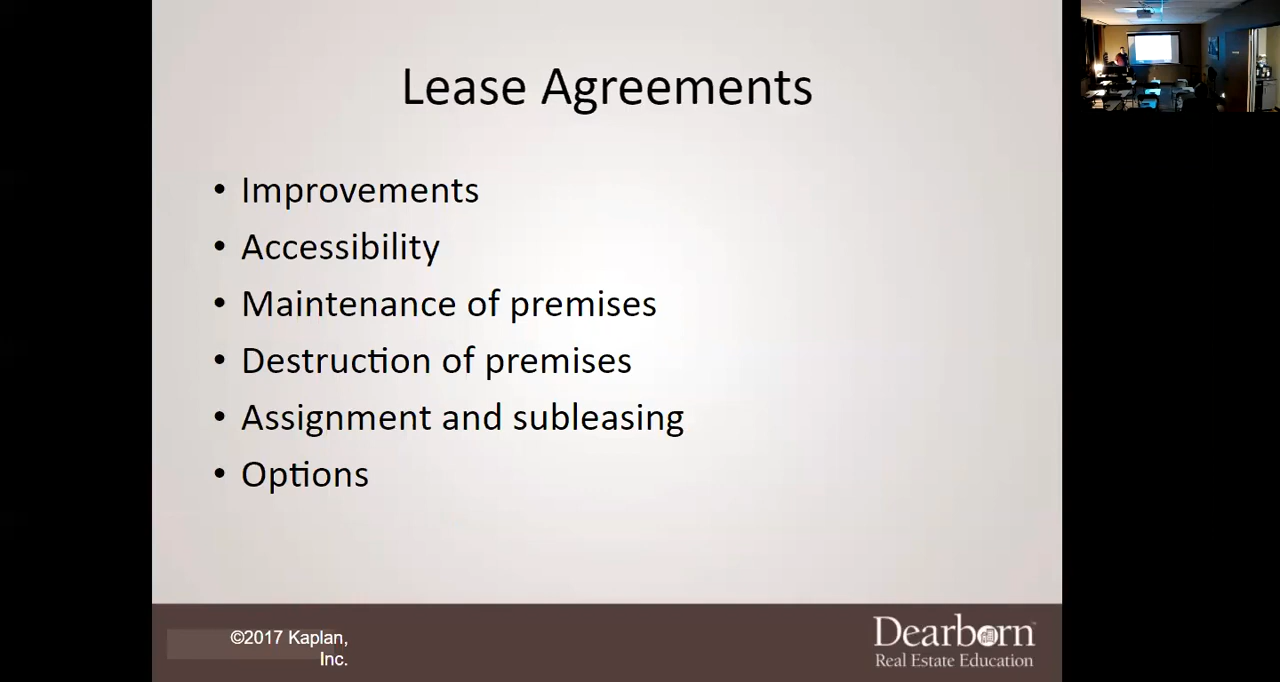 Lease Agreements
• Improvements
• Accessibility
• Maintenance of premises
• Destruction of premises
• Assignment and subleasing
• Options
©2017 Kaplan,
Inc.
Dearborn™
Real Estate Education